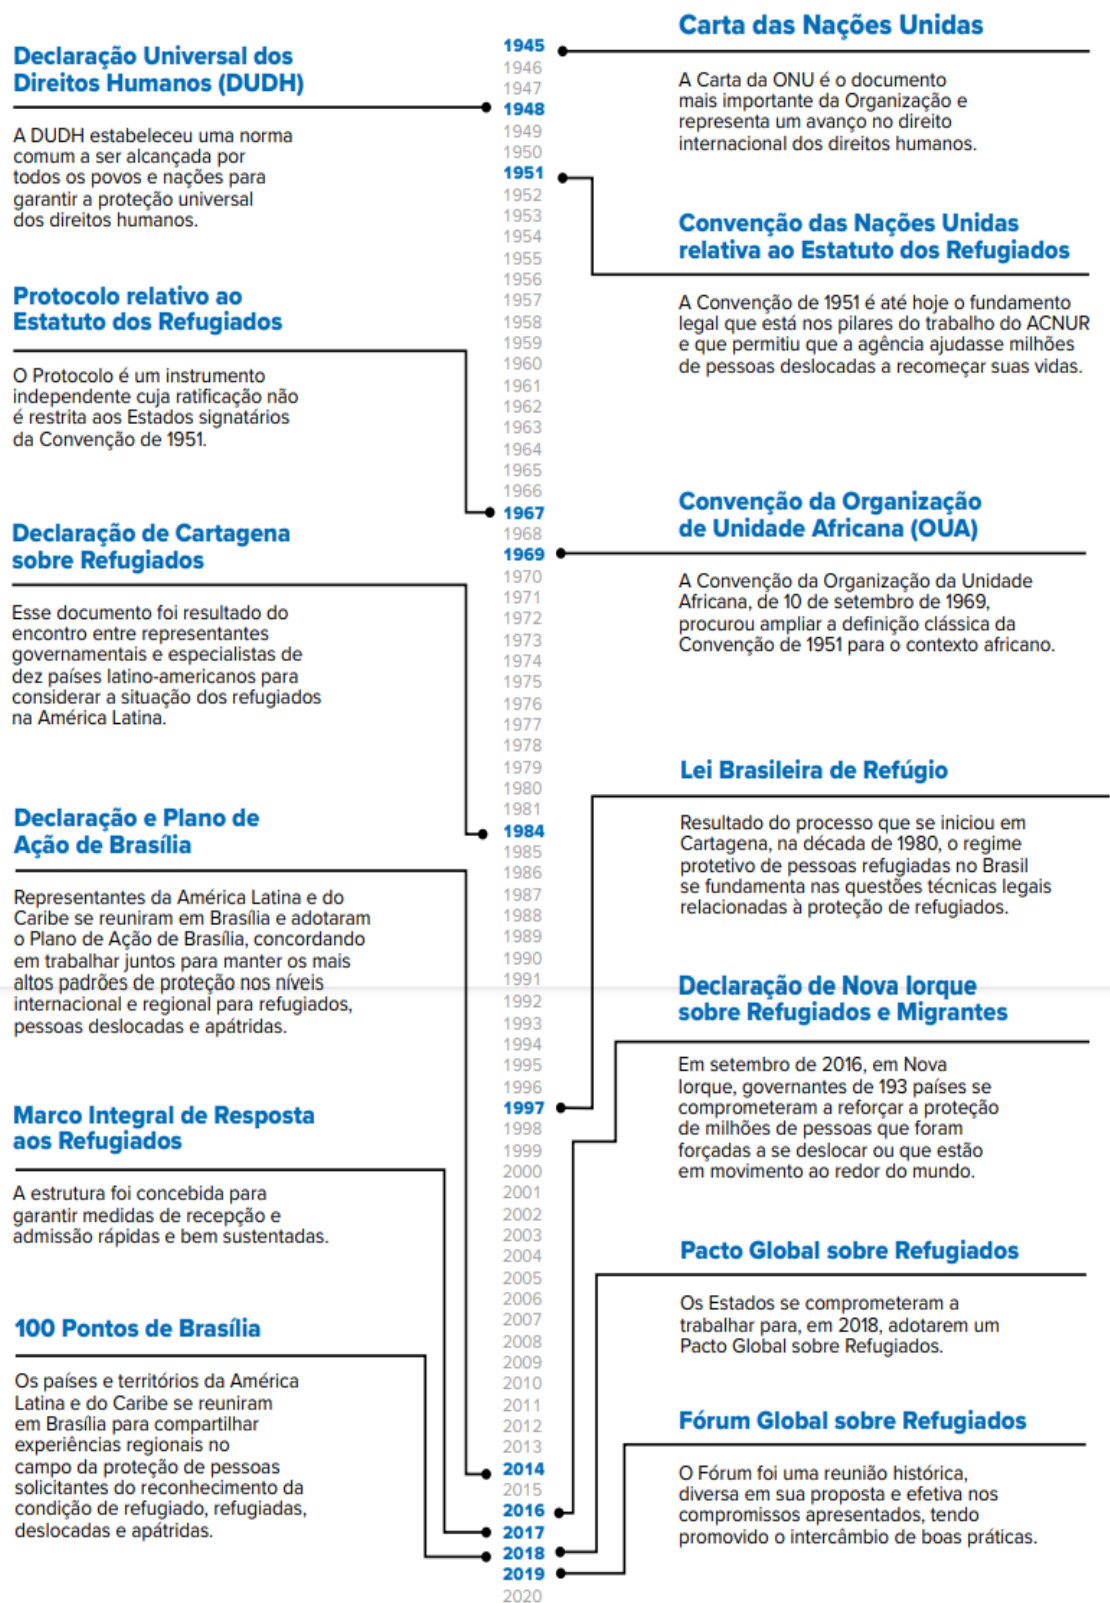 Carta das Nações Unidas
A Carta da ONU é o documento
mais importante da Organização e
representa um avanço no direito
internacional dos direitos humanos.
Declaração Universal dos
Direitos Humanos (DUDH)
A DUDH estabeleceu uma norma
comum a ser alcançada por
todos os povos e nações para
garantir a proteção universal
dos direitos humanos.
Convenção das Nações Unidas
relativa ao Estatuto dos Refugiados
A Convenção de 1951 é até hoje o fundamento
legal que está nos pilares do trabalho do ACNUR
e que permitiu que a agência ajudasse milhões
de pessoas deslocadas a recomeçar suas vidas.
Protocolo relativo ao
Estatuto dos Refugiados
O Protocolo é um instrumento
independente cuja ratificação não
é restrita aos Estados signatários
da Convenção de 1951.
Convenção da Organização
de Unidade Africana (OUA)
A Convenção da Organização da Unidade
Africana, de 10 de setembro de 1969,
procurou ampliar a definição clássica da
Convenção de 1951 para o contexto africano.
Declaração de Cartagena
sobre Refugiados
Esse documento foi resultado do
encontro entre representantes
governamentais e especialistas de
dez países latino-americanos para
considerar a situação dos refugiados
na América Latina.
Lei Brasileira de Refúgio
Resultado do processo que se iniciou em
Cartagena, na década de 1980, o regime
protetivo de pessoas refugiadas no Brasil
se fundamenta nas questões técnicas legais
relacionadas à proteção de refugiados.
Declaração e Plano de
Ação de Brasília
Representantes da América Latina e do
Caribe se reuniram em Brasília e adotaram
o Plano de Ação de Brasília, concordando
em trabalhar juntos para manter os mais
altos padrões de proteção nos níveis
internacional e regional para refugiados,
pessoas deslocadas e apátridas.
Declaração de Nova Iorque
sobre Refugiados e Migrantes
Em setembro de 2016, em Nova
Iorque, governantes de 193 países se
comprometeram a reforçar a proteção
de milhões de pessoas que foram
forçadas a se deslocar ou que estão
em movimento ao redor do mundo.
Marco Integral de Resposta
aos Refugiados
A estrutura foi concebida para
garantir medidas de recepção e
admissão rápidas e bem sustentadas.
Pacto Global sobre Refugiados
Os Estados se comprometeram a
trabalhar para, em 2018, adotarem um
Pacto Global sobre Refugiados.
100 Pontos de Brasília
Os países e territórios da América
Latina e do Caribe se reuniram
em Brasília para compartilhar
experiências regionais no
campo da proteção de pessoas
solicitantes do reconhecimento da
condição de refugiado, refugiadas,
deslocadas e apátridas.
Fórum Global sobre Refugiados
O Fórum foi uma reunião histórica,
diversa em sua proposta e efetiva nos
compromissos apresentados, tendo
promovido o intercâmbio de boas práticas.
1945
1946
1947
1948
1949
1950
1951
1952
1953
1954
1955
1956
1957
1958
1959
1960
1961
1962
1963
1964
1965
1966
1967
1968
1969
1970
1971
1972
1973
1974
1975
1976
1977
1978
1979
1980
1981
1984
1985
1986
1987
1988
1989
1990
1991
1992
1993
1994
1995
1996
1997
1998
1999
2000
2001
2002
2003
2004
2005
2006
2007
2008
2009
2010
2011
2012
2013
2014
2015
2016
2017
2018
2019
2020